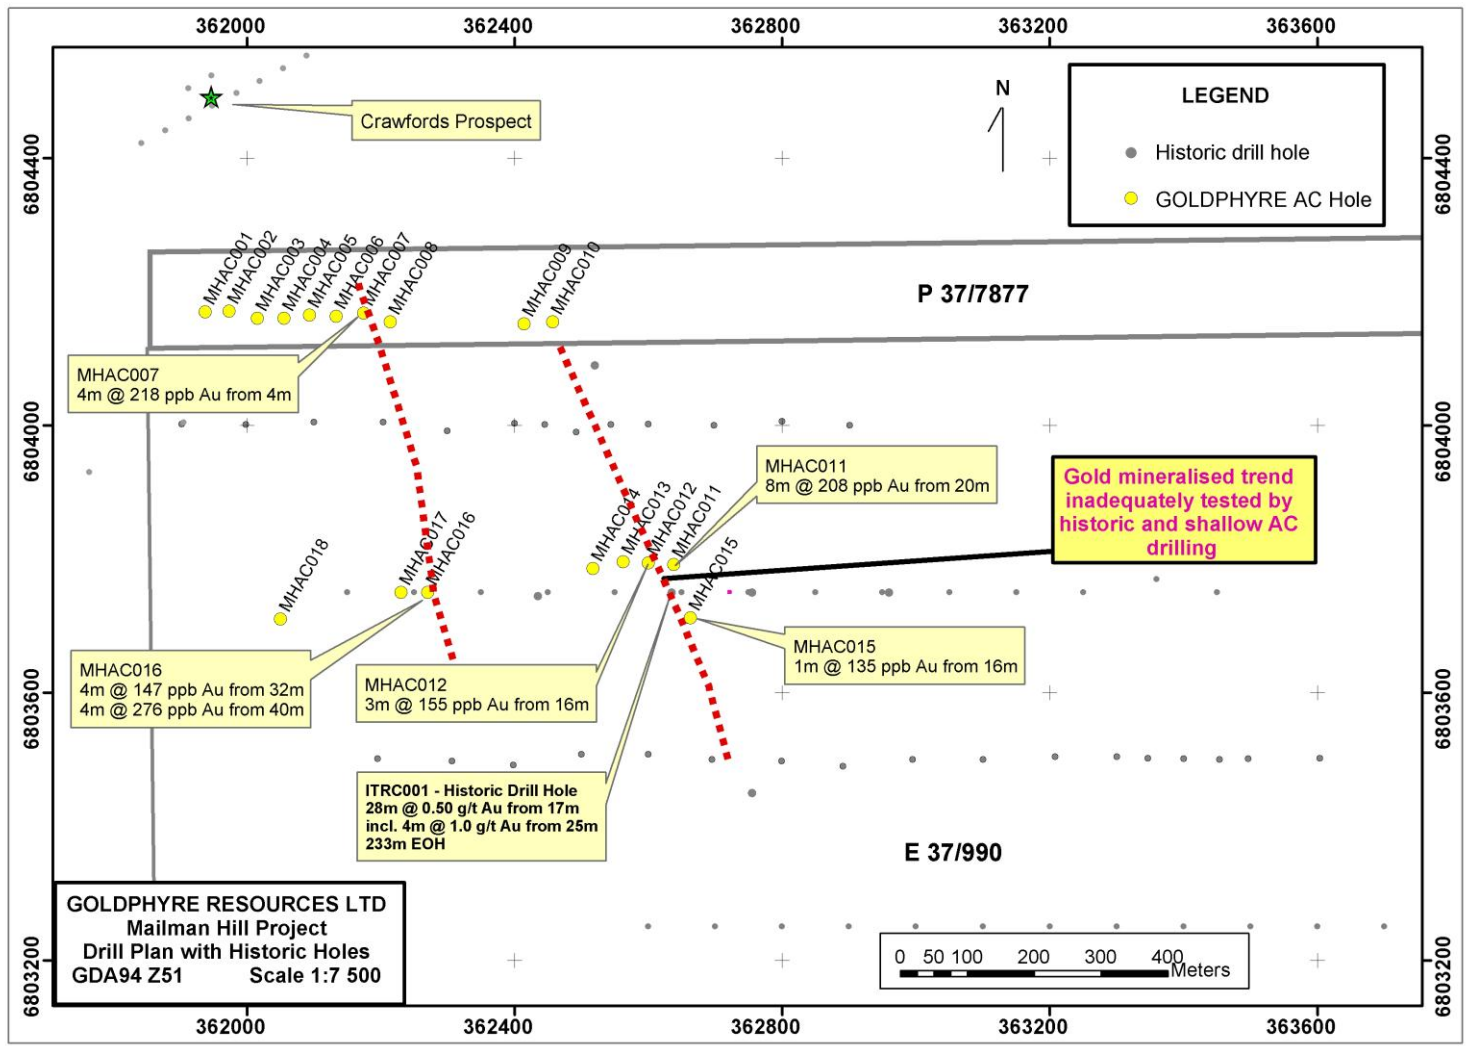 362000 362400 362800 363200 363600
N
LEGEND
Historic drill hole
GOLDPHYRE AC Hole
Crawfords Prospect
6804400
6804400
MHAC001
MHAC002
MHAC003
MHAC004
MHAC005
MHAC006
MHAC007
MHAC008
MHAC009
MHAC010
P 37/7877
MHAC007
4m @ 218 ppb Au from 4m
6804000
6804000
MHAC011
8m @ 208 ppb Au from 20m
Gold mineralised trend
inadequately tested by
historic and shallow AC
drilling
MHAC014
MHAC013
MHAC012
MHAC011
MHAC015
MHAC017
MHAC016
MHAC018
MHAC016
4m @ 147 ppb Au from 32m
4m @ 276 ppb Au from 40m
MHAC012
3m @ 155 ppb Au from 16m
MHAC015
1m @ 135 ppb Au from 16m
6803600
6803600
ITRC001 - Historic Drill Hole
28m @ 0.50 g/t Au from 17m
incl. 4m @ 1.0 g/t Au from 25m
233m EOH
E 37/990
GOLDPHYRE RESOURCES LTD
Mailman Hill Project
Drill Plan with Historic Holes
GDA94 Z51 Scale 1:7 500
0 50 100 200 300 400
Meters
6803200
6803200
362000 362400 362800 363200 363600